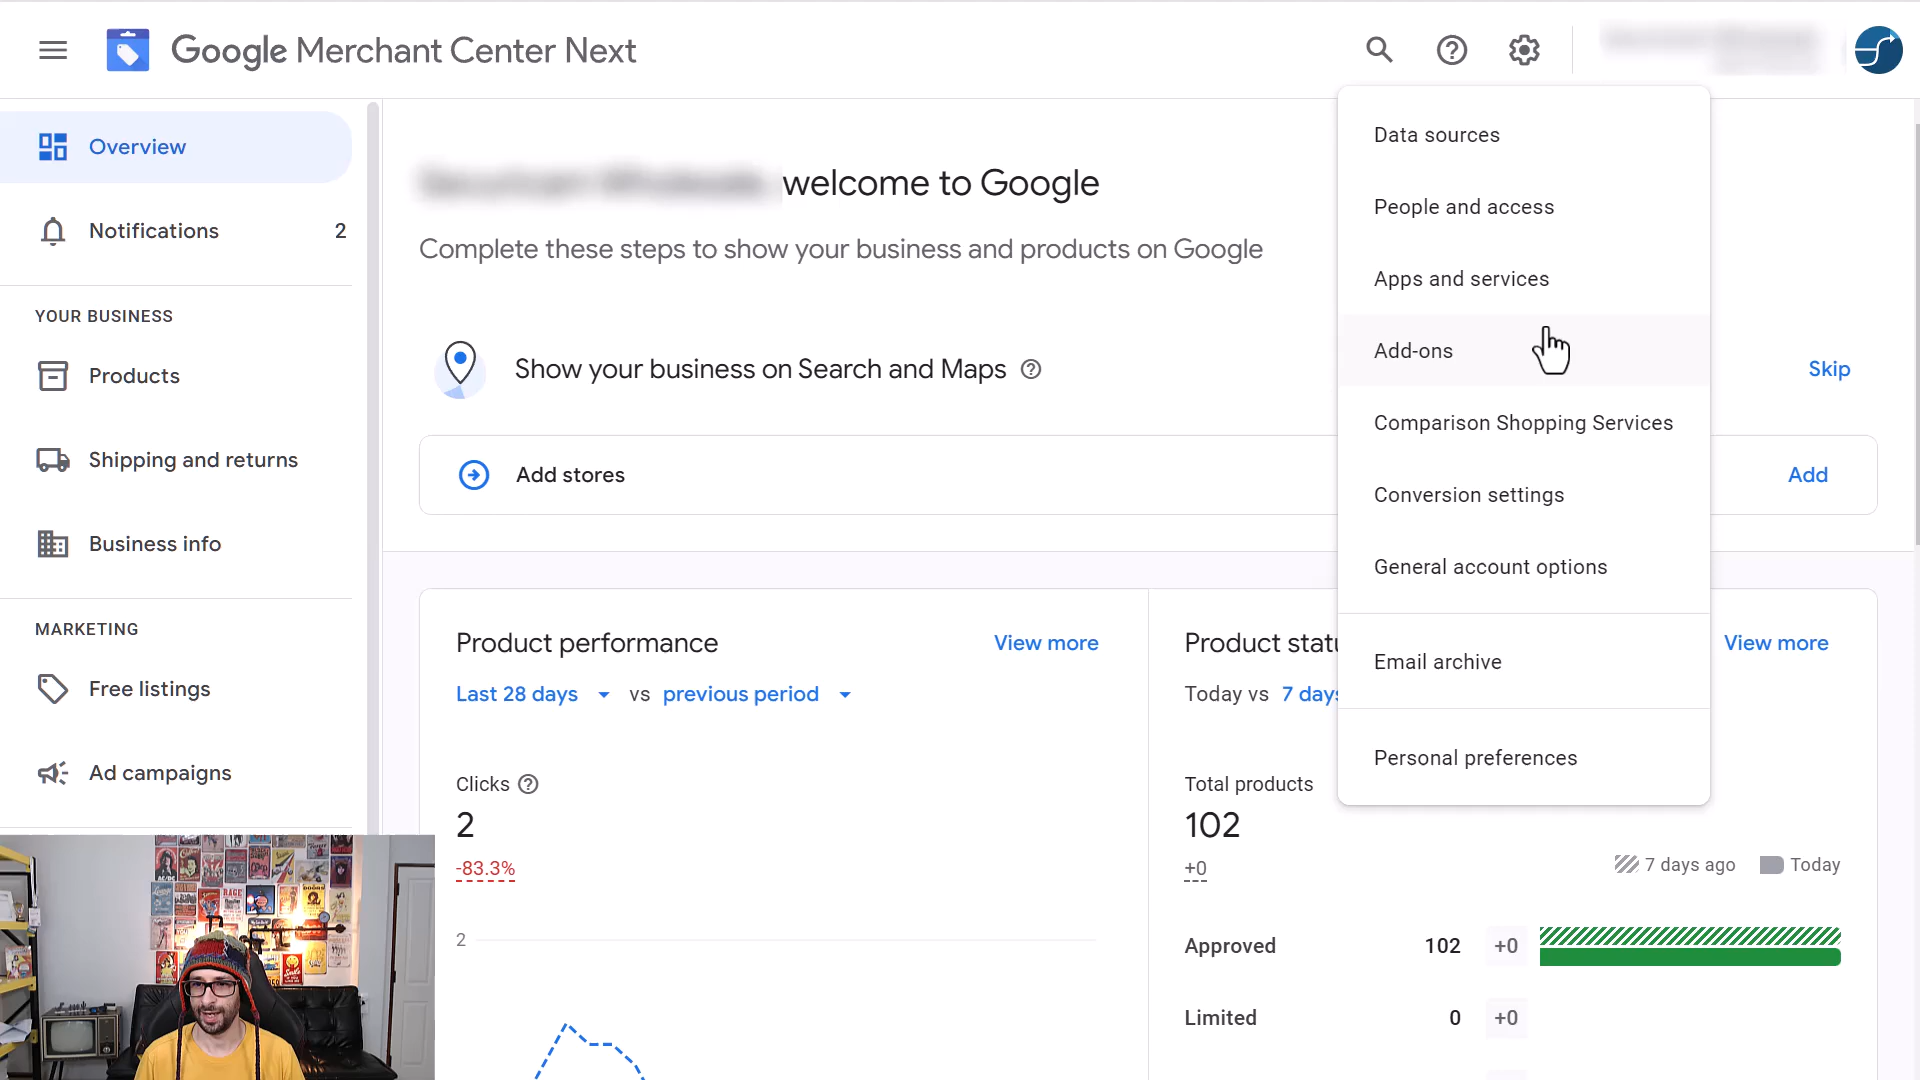 Google Merchant Center Next
Overview
Notifications 2
YOUR BUSINESS
Products
Shipping and returns
Business info
MARKETING
Free listings
Ad campaigns
welcome to Google
Complete these steps to show your business and products on Google
Show your business on Search and Maps
Skip
Add stores
Add
Data sources
People and access
Apps and services
Add-ons
Comparison Shopping Services
Conversion settings
General account options
Email archive
Personal preferences
Product performance
View more
Last 28 days vs previous period
Clicks
2
-83.3%
2
Product statu
View more
Today vs 7 days
Total products
102
+0
7 days ago Today
Approved 102 +0
Limited 0 +0